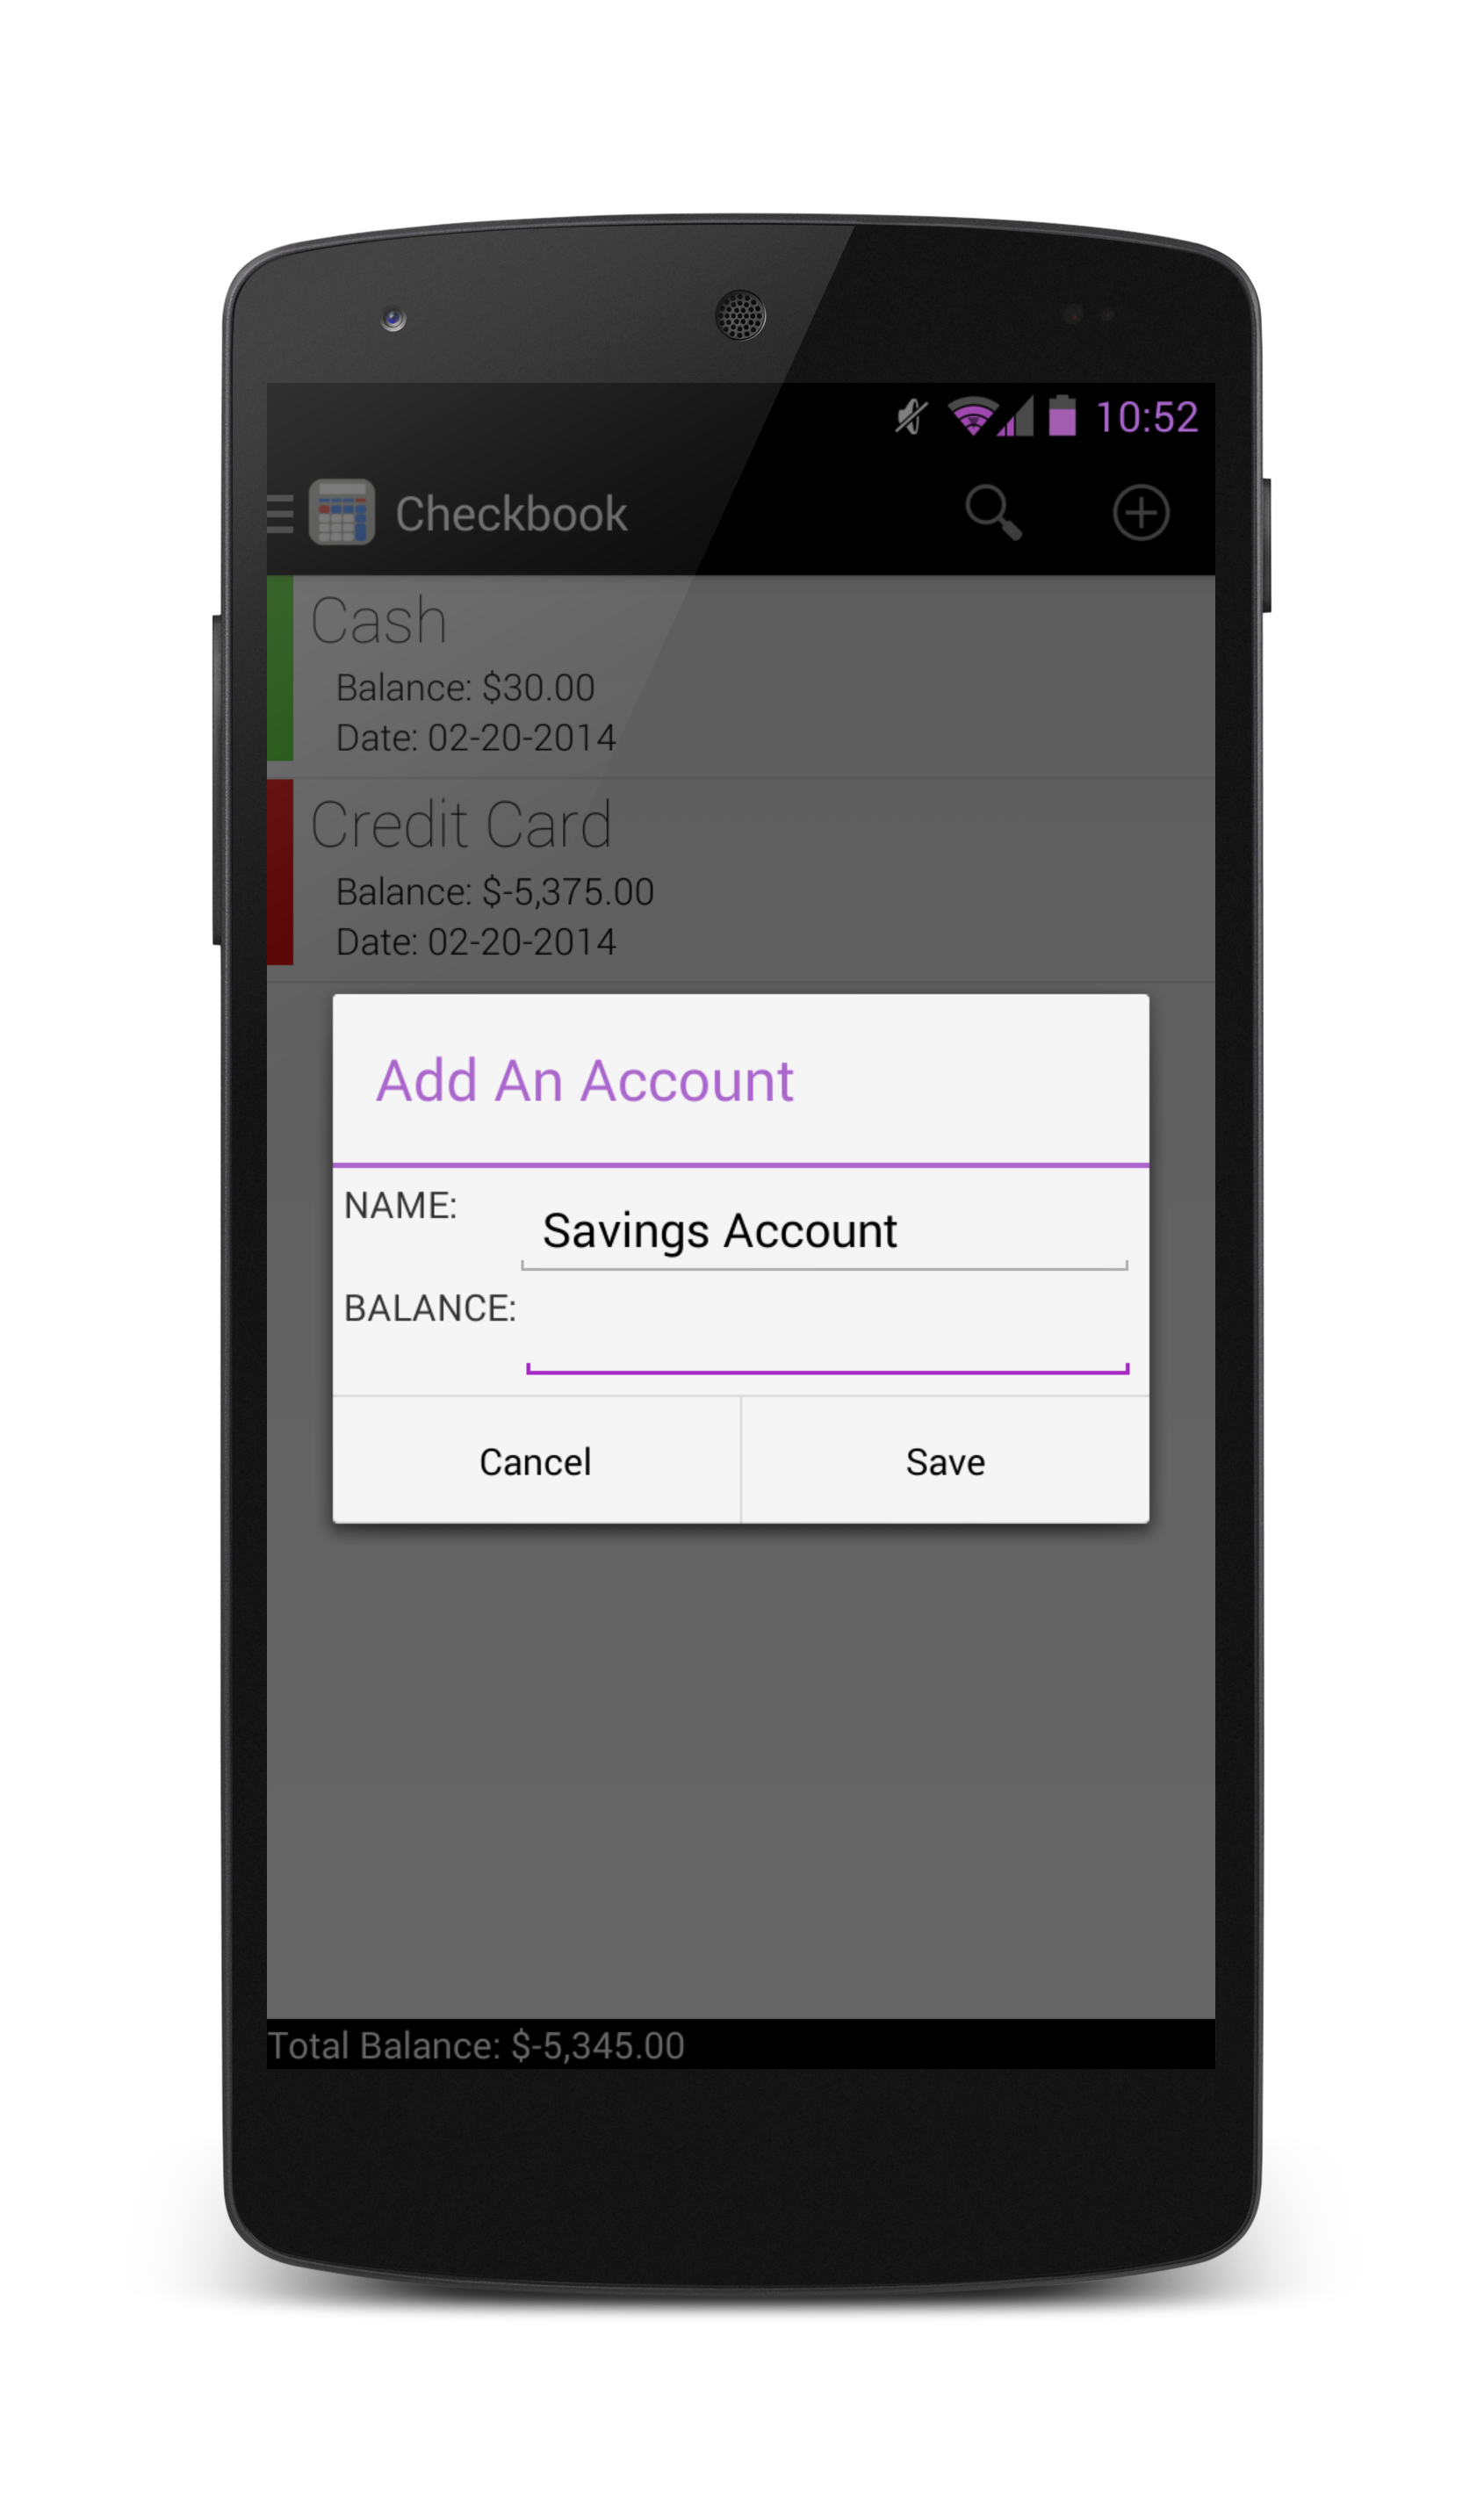 10:52
Checkbook
Cash
Balance: $30.00
Date: 02-20-2014
Credit Card
Balance: $-5,375.00
Date: 02-20-2014
Add An Account
NAME: Savings Account
BALANCE:
Cancel Save
Total Balance: $-5,345.00